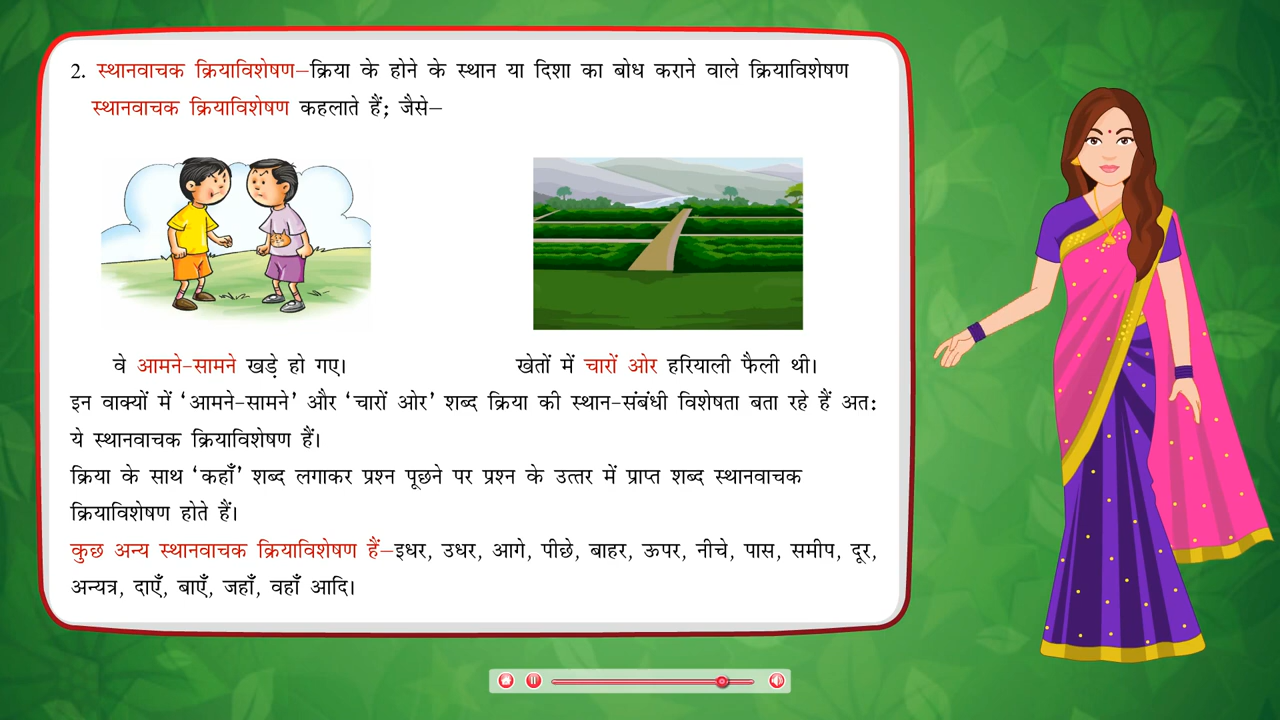 2. स्थानवाचक क्रियाविशेषण–क्रिया के होने के स्थान या दिशा का बोध कराने वाले क्रियाविशेषण
स्थानवाचक क्रियाविशेषण कहलाते हैं; जैसे–
वे आमने-सामने खड़े हो गए।
खेतों में चारों ओर हरियाली फैली थी।
इन वाक्यों में ‘आमने-सामने’ और ‘चारों ओर’ शब्द क्रिया की स्थान-संबंधी विशेषता बता रहे हैं अत:
ये स्थानवाचक क्रियाविशेषण हैं।
क्रिया के साथ ‘कहाँ’ शब्द लगाकर प्रश्न पूछने पर प्रश्न के उत्तर में प्राप्त शब्द स्थानवाचक
क्रियाविशेषण होते हैं।
कुछ अन्य स्थानवाचक क्रियाविशेषण हैं–इधर, उधर, आगे, पीछे, बाहर, ऊपर, नीचे, पास, समीप, दूर,
अन्यत्र, दाएँ, बाएँ, जहाँ, वहाँ आदि।